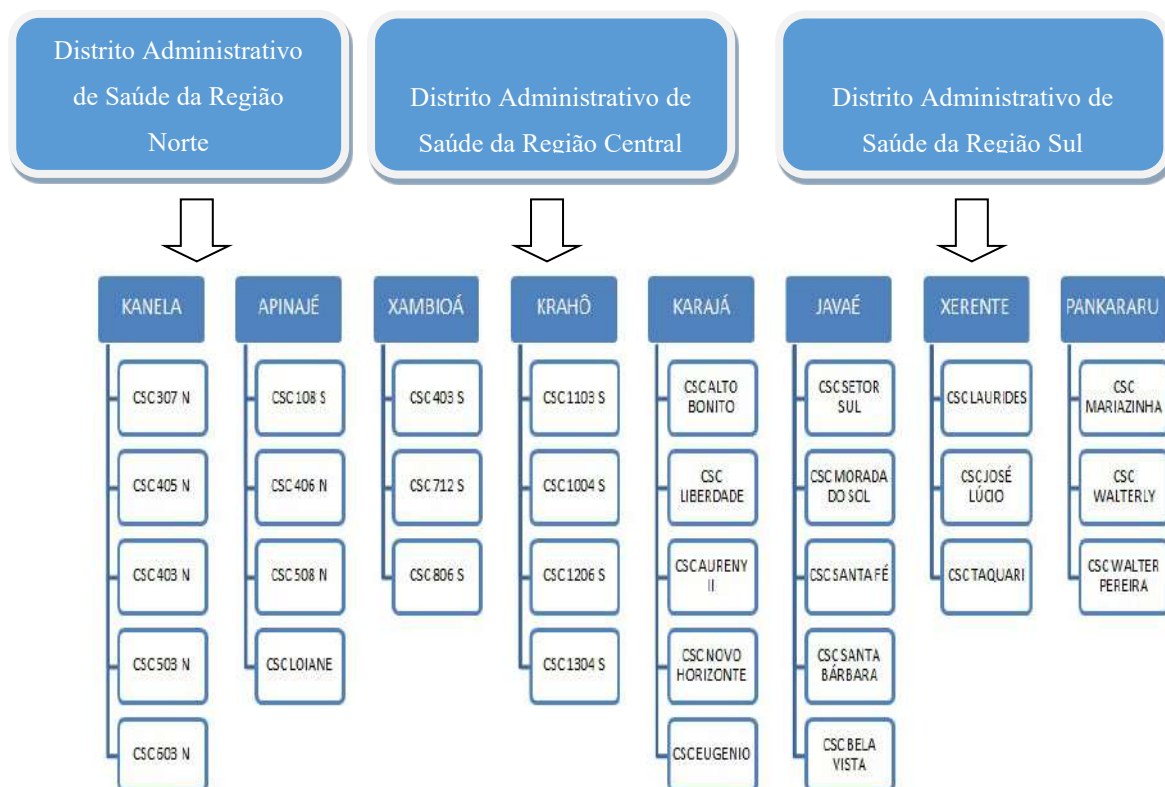 Distrito Administrativo
de Saúde da Região
Norte
Distrito Administrativo de
Saúde da Região Central
Distrito Administrativo de
Saúde da Região Sul
KANELA
CSC 307 N
CSC 405 N
CSC 403 N
CSC 503 N
CSC 603 N
APINAJÉ
CSC 108 S
CSC 406 N
CSC 508 N
CSC LOIANE
XAMBIOÁ
CSC 403 S
CSC 712 S
CSC 806 S
KRAHÔ
CSC 1103 S
CSC 1004 S
CSC 1206 S
CSC 1304 S
KARAJÁ
CSC ALTO
BONITO
CSC
LIBERDADE
CSC AURENY
II
CSC NOVO
HORIZONTE
CSC EUGENIO
JAVAÉ
CSC SETOR
SUL
CSC MORADA
DO SOL
CSC SANTA FÉ
CSC SANTA
BÁRBARA
CSC BELA
VISTA
XERENTE
CSC LAURIDES
CSC JOSÉ
LÚCIO
CSC TAQUARI
PANKARARU
CSC
MARIAZINHA
CSC
WALTERLY
CSC WALTER
PEREIRA